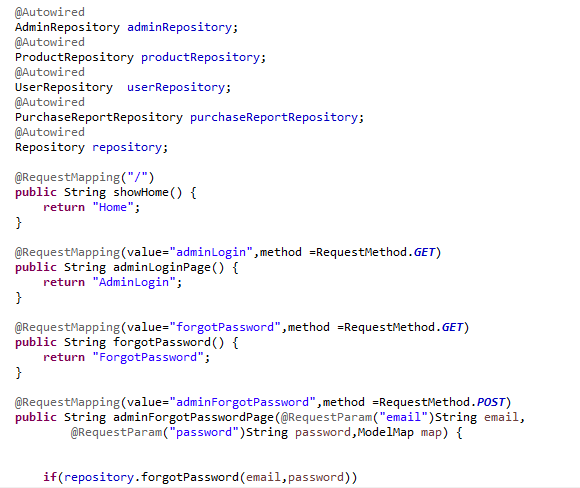 @Autowired
AdminRepository adminRepository;
@Autowired
ProductRepository productRepository;
@Autowired
UserRepository  userRepository;
@Autowired
PurchaseReportRepository purchaseReportRepository;
@Autowired
Repository repository;
@RequestMapping("/")
public String showHome() {
    return "Home";
}
@RequestMapping(value="adminLogin",method =RequestMethod.GET)
public String adminLoginPage() {
    return "AdminLogin";
}
@RequestMapping(value="forgotPassword",method =RequestMethod.GET)
public String forgotPassword() {
    return "ForgotPassword";
}
@RequestMapping(value="adminForgotPassword",method =RequestMethod.POST)
public String adminForgotPasswordPage(@RequestParam("email")String email,
        @RequestParam("password")String password,ModelMap map) {
    if(repository.forgotPassword(email,password))